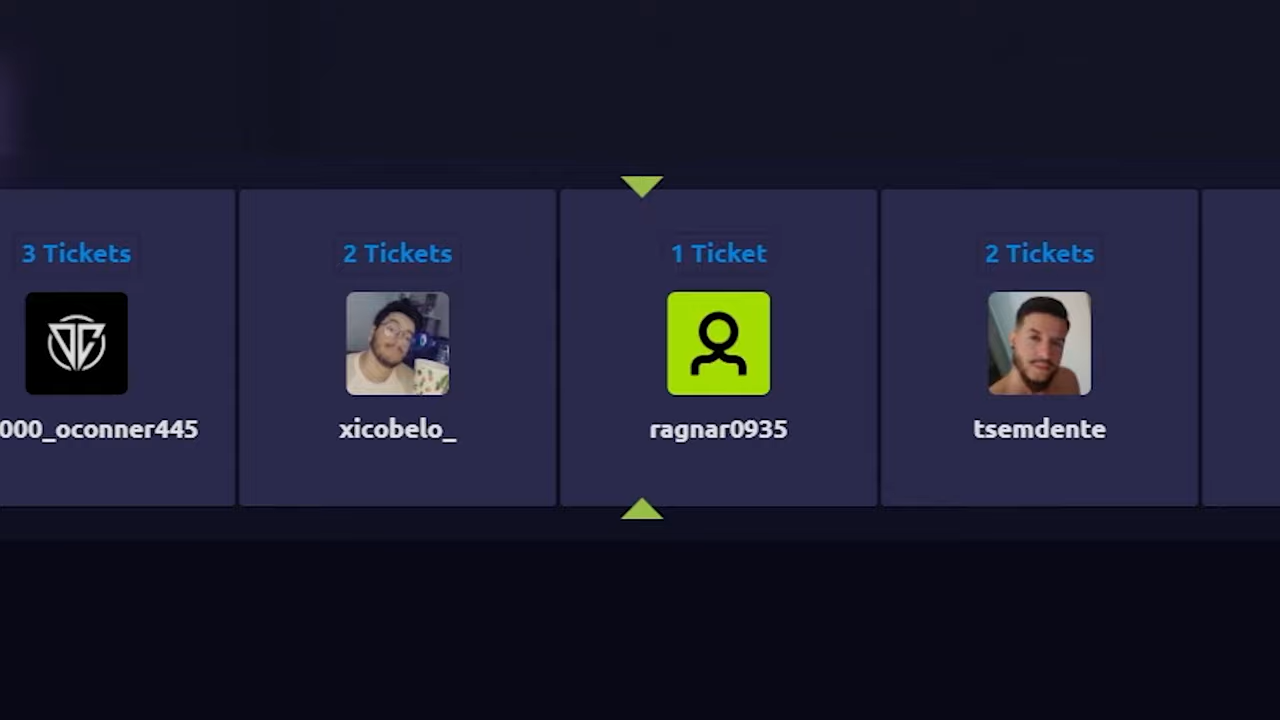 3 Tickets
000_oconner445
2 Tickets
xicobelo_
1 Ticket
ragnar0935
2 Tickets
tsemdente